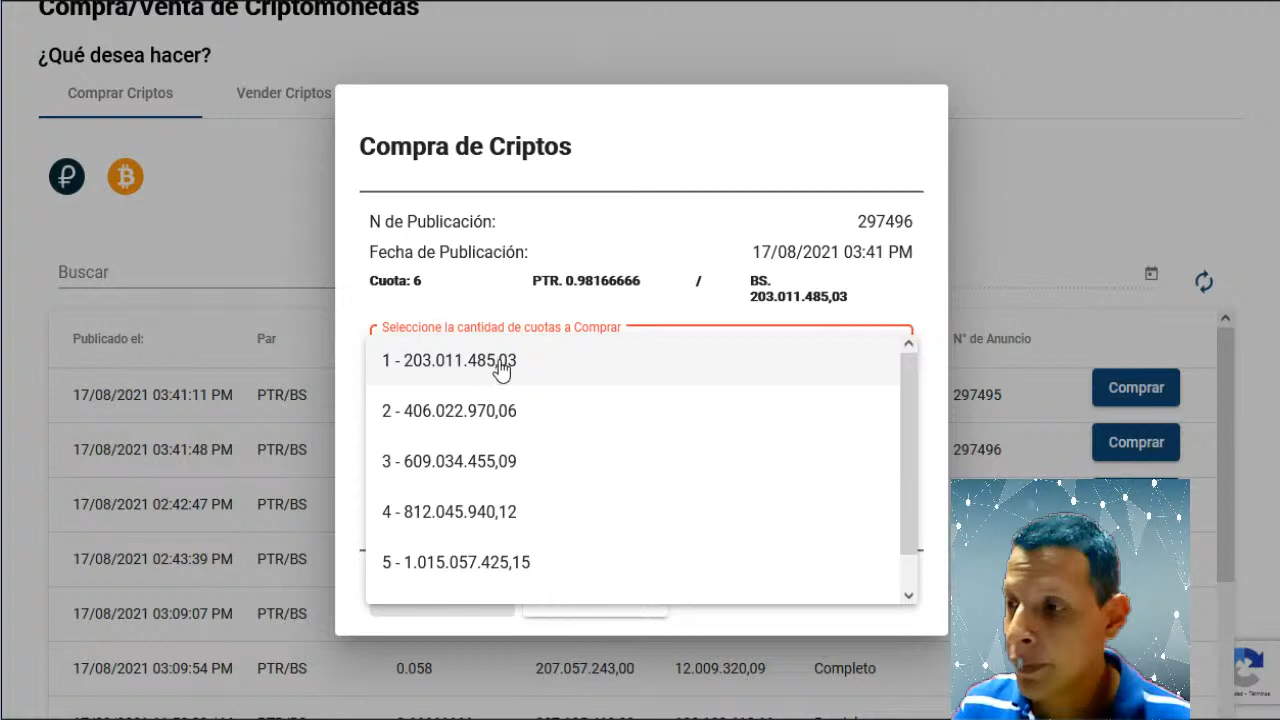 Compra/Venta de Criptomonedas
¿Qué desea hacer?
Comprar Criptos
Vender Criptos
Buscar
Publicado el:
Par
N° de Anuncio
17/08/2021 03:41:11 PM
PTR/BS
297495
Comprar
17/08/2021 03:41:48 PM
PTR/BS
297496
Comprar
17/08/2021 02:42:47 PM
PTR/BS
17/08/2021 02:43:39 PM
PTR/BS
17/08/2021 03:09:07 PM
PTR/BS
17/08/2021 03:09:54 PM
PTR/BS
0.058
207.057.243,00
12.009.320,09
Completo
Compra de Criptos
N de Publicación:
297496
Fecha de Publicación:
17/08/2021 03:41 PM
Cuota: 6
PTR. 0.98166666
/
BS.
203.011.485,03
Seleccione la cantidad de cuotas a Comprar
1 - 203.011.485,03
2 - 406.022.970,06
3 - 609.034.455,09
4 - 812.045.940,12
5 - 1.015.057.425,15